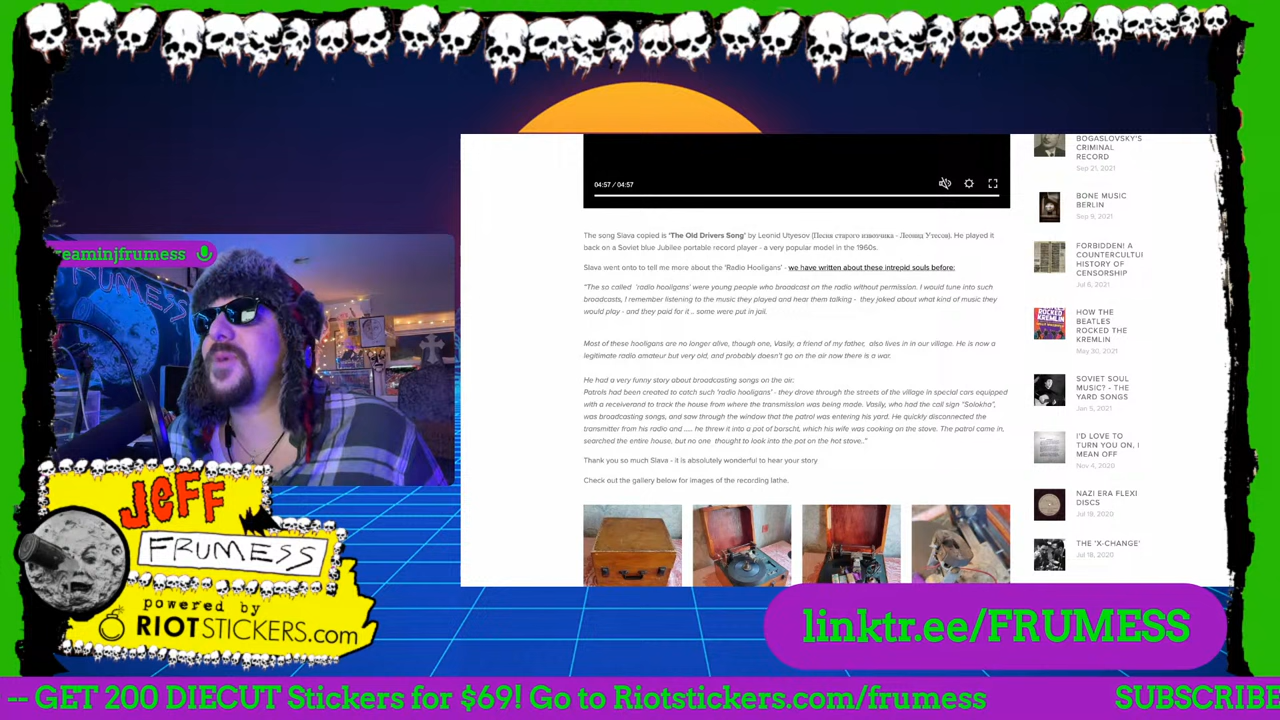 BOGASLOVSKY'S
CRIMINAL
RECORD
Sep 21, 2021
04:57 / 04:57
BONE MUSIC
BERLIN
Sep 9, 2021
The song Slava copied is 'The Old Drivers Song' by Leonid Utyesov (Песня старого извозчика - Леонид Утесов). He played it
back on a Soviet blue Jubilee portable record player - a very popular model in the 1960s.
Slava went onto to tell me more about the 'Radio Hooligans' - we have written about these intrepid souls before:
"The so called 'radio hooligans' were young people who broadcast on the radio without permission. I would tune into such
broadcasts, I remember listening to the music they played and hear them talking - they joked about what kind of music they
would play - and they paid for it .. some were put in jail.
Most of these hooligans are no longer alive, though one, Vasily, a friend of my father, also lives in in our village. He is now a
legitimate radio amateur but very old, and probably doesn't go on the air now there is a war.
He had a very funny story about broadcasting songs on the air:
Patrols had been created to catch such 'radio hooligans' - they drove through the streets of the village in special cars equipped
with a receiverand to track the house from where the transmission was being made. Vasily, who had the call sign "Solokha",
was broadcasting songs, and saw through the window that the patrol was entering his yard. He quickly disconnected the
transmitter from his radio and ..... he threw it into a pot of borscht, which his wife was cooking on the stove. The patrol came in,
searched the entire house, but no one thought to look into the pot on the hot stove.."
Thank you so much Slava - it is absolutely wonderful to hear your story
Check out the gallery below for images of the recording lathe.
FORBIDDEN! A
COUNTERCULTUI
HISTORY OF
CENSORSHIP
Jul 6, 2021
HOW THE
BEATLES
ROCKED THE
KREMLIN
May 30, 2021
SOVIET SOUL
MUSIC? - THE
YARD SONGS
Jan 5, 2021
I'D LOVE TO
TURN YOU ON, I
MEAN OFF
Nov 4, 2020
NAZI ERA FLEXI
DISCS
Jul 19, 2020
THE 'X-CHANGE'
Jul 18, 2020
reaminjfrumess
JEFF
FRUMESS
powered by
RIOTSTICKERS.com
linktr.ee/FRUMESS
-- GET 200 DIECUT Stickers for $69! Go to Riotstickers.com/frumess SUBSCRIBE